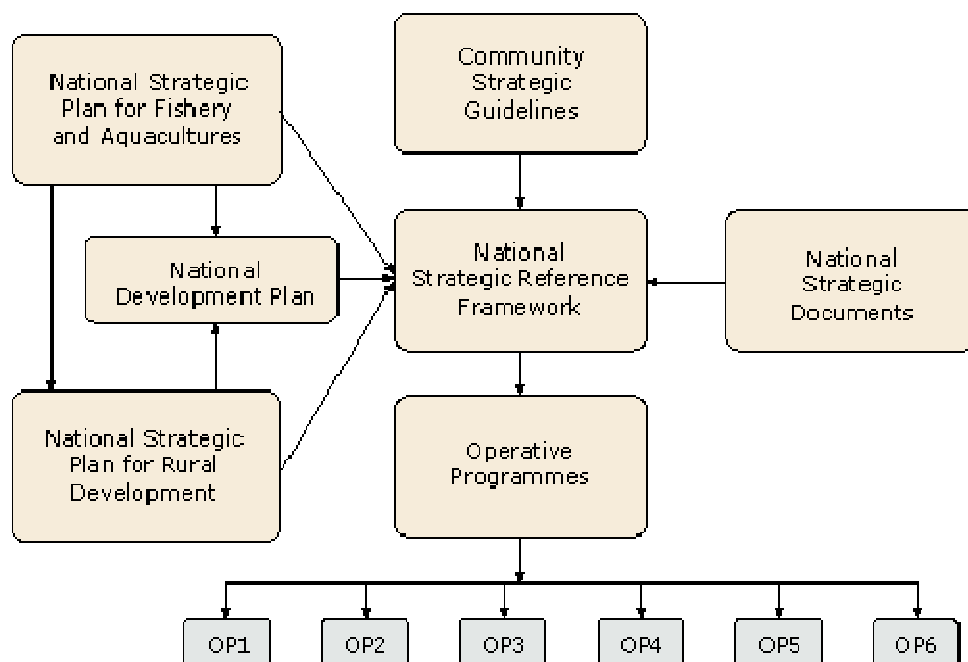 National Strategic
Plan for Fishery
and Aquacultures
Community
Strategic
Guidelines
National
Development Plan
National
Strategic Reference
Framework
National
Strategic
Documents
National Strategic
Plan for Rural
Development
Operative
Programmes
OP1
OP2
OP3
OP4
OP5
OP6